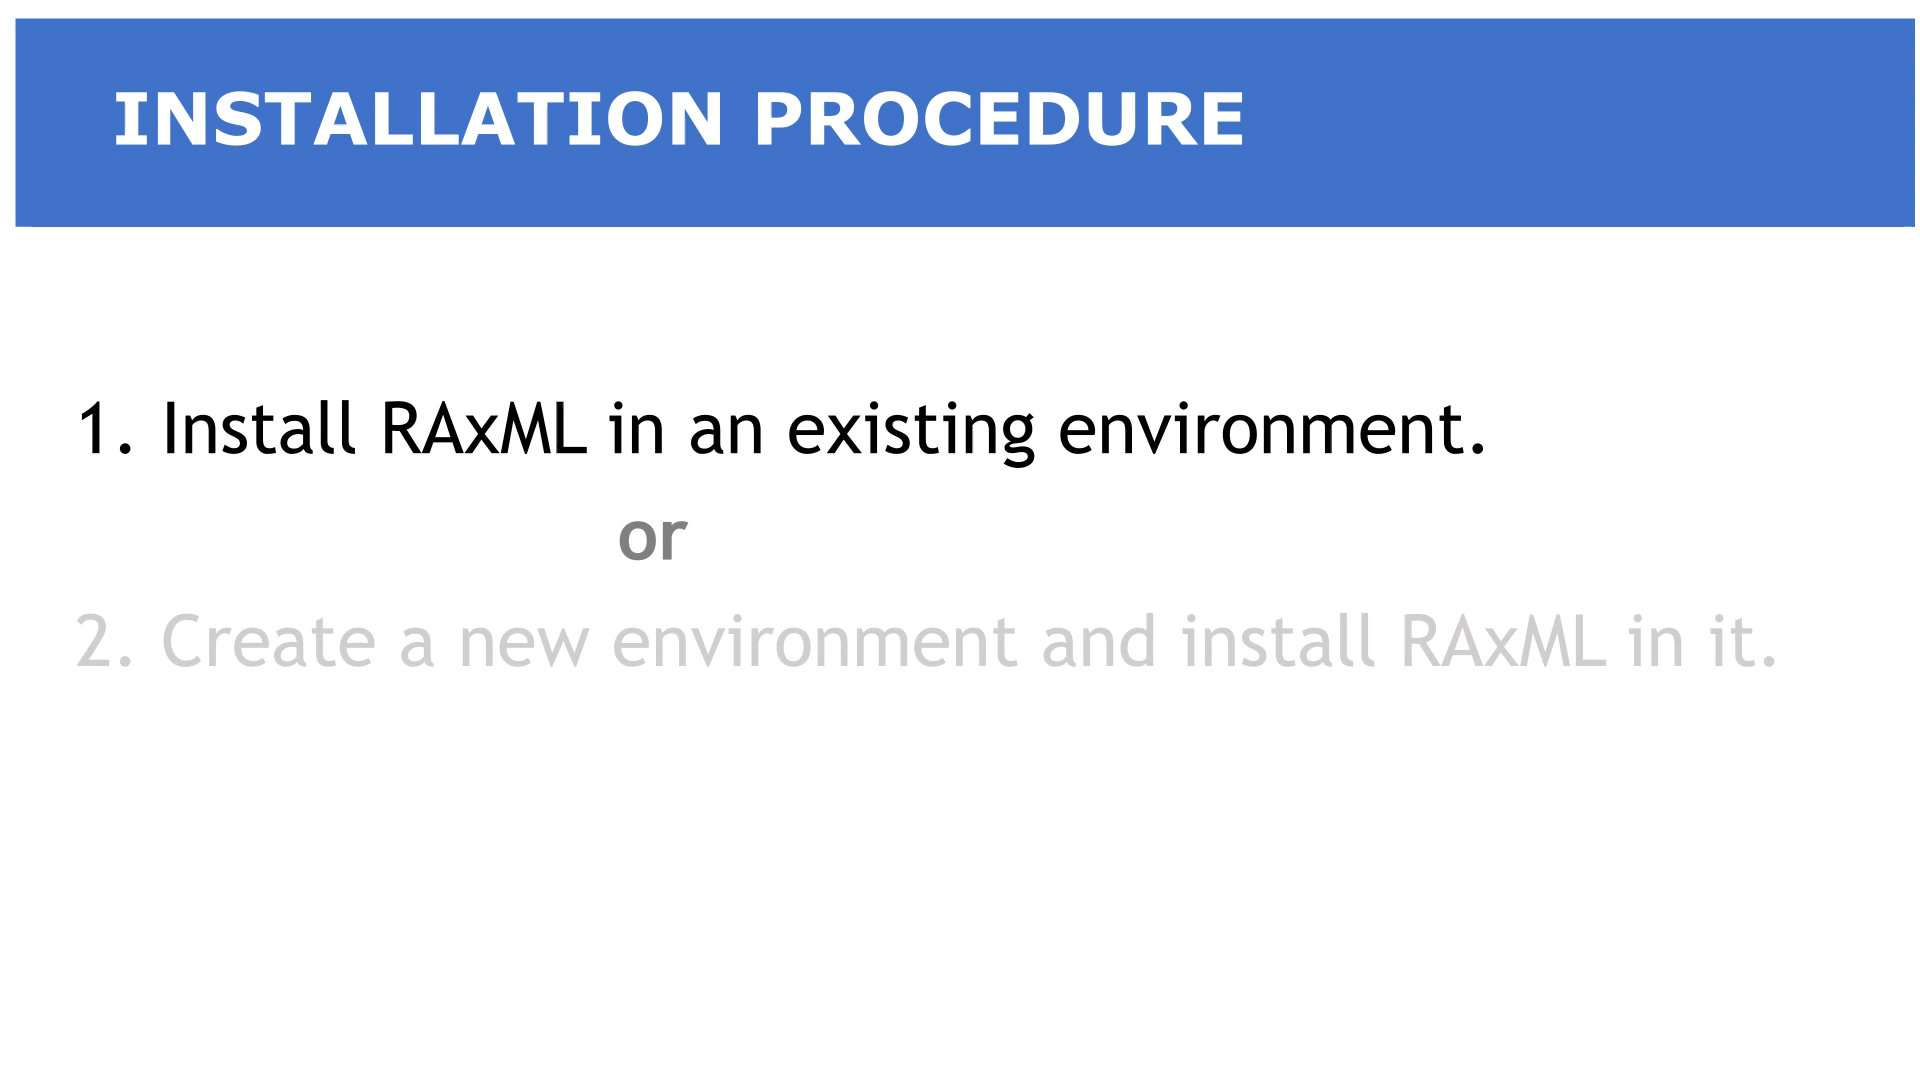 INSTALLATION PROCEDURE
1. Install RAxML in an existing environment.
or
2. Create a new environment and install RAxML in it.